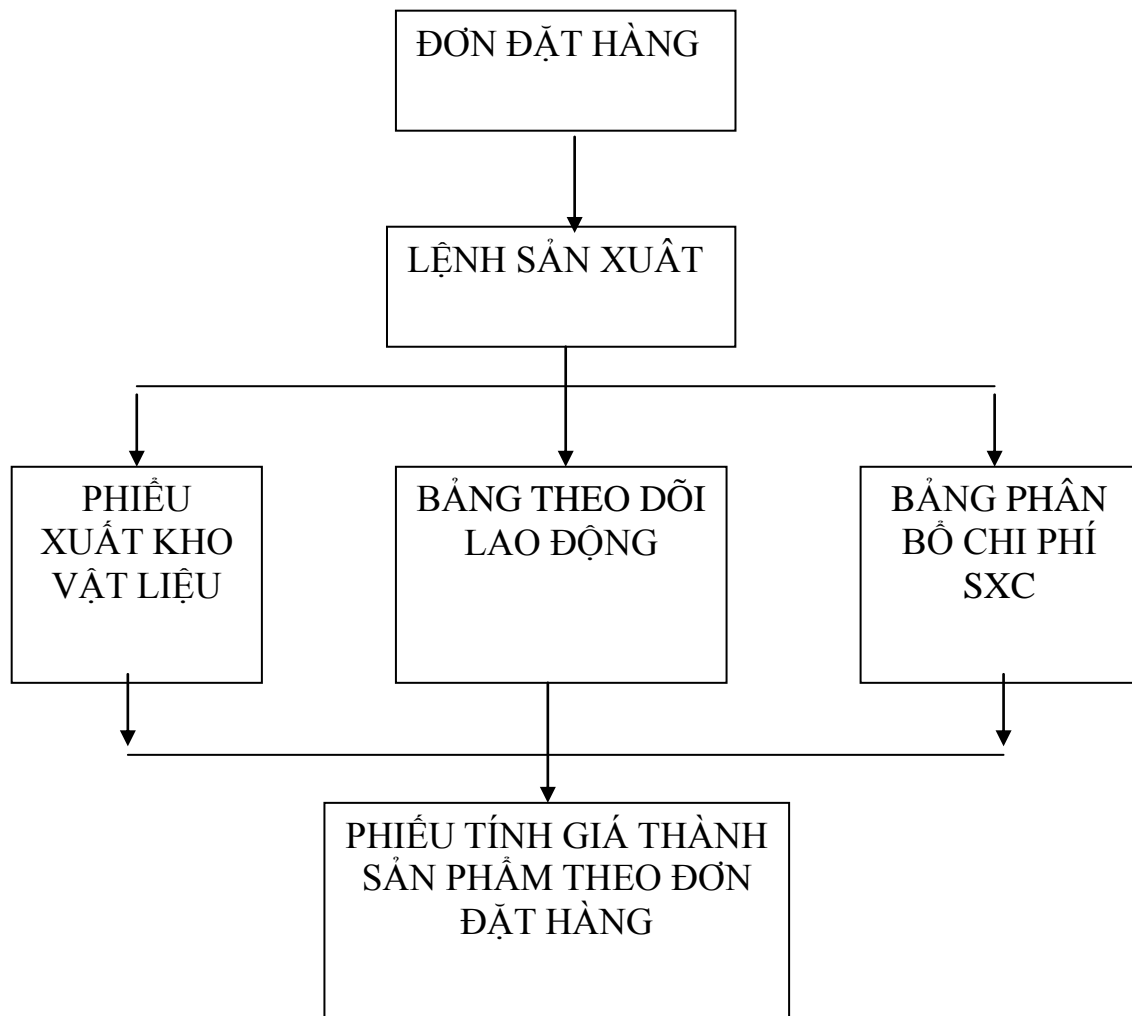 ĐƠN ĐẶT HÀNG
LỆNH SẢN XUÂT
PHIẾU
XUẤT KHO
VẬT LIỆU
BẢNG THEO DÕI
LAO ĐỘNG
BẢNG PHÂN
BỔ CHI PHÍ
SXC
PHIẾU TÍNH GIÁ THÀNH
SẢN PHẨM THEO ĐƠN
ĐẶT HÀNG